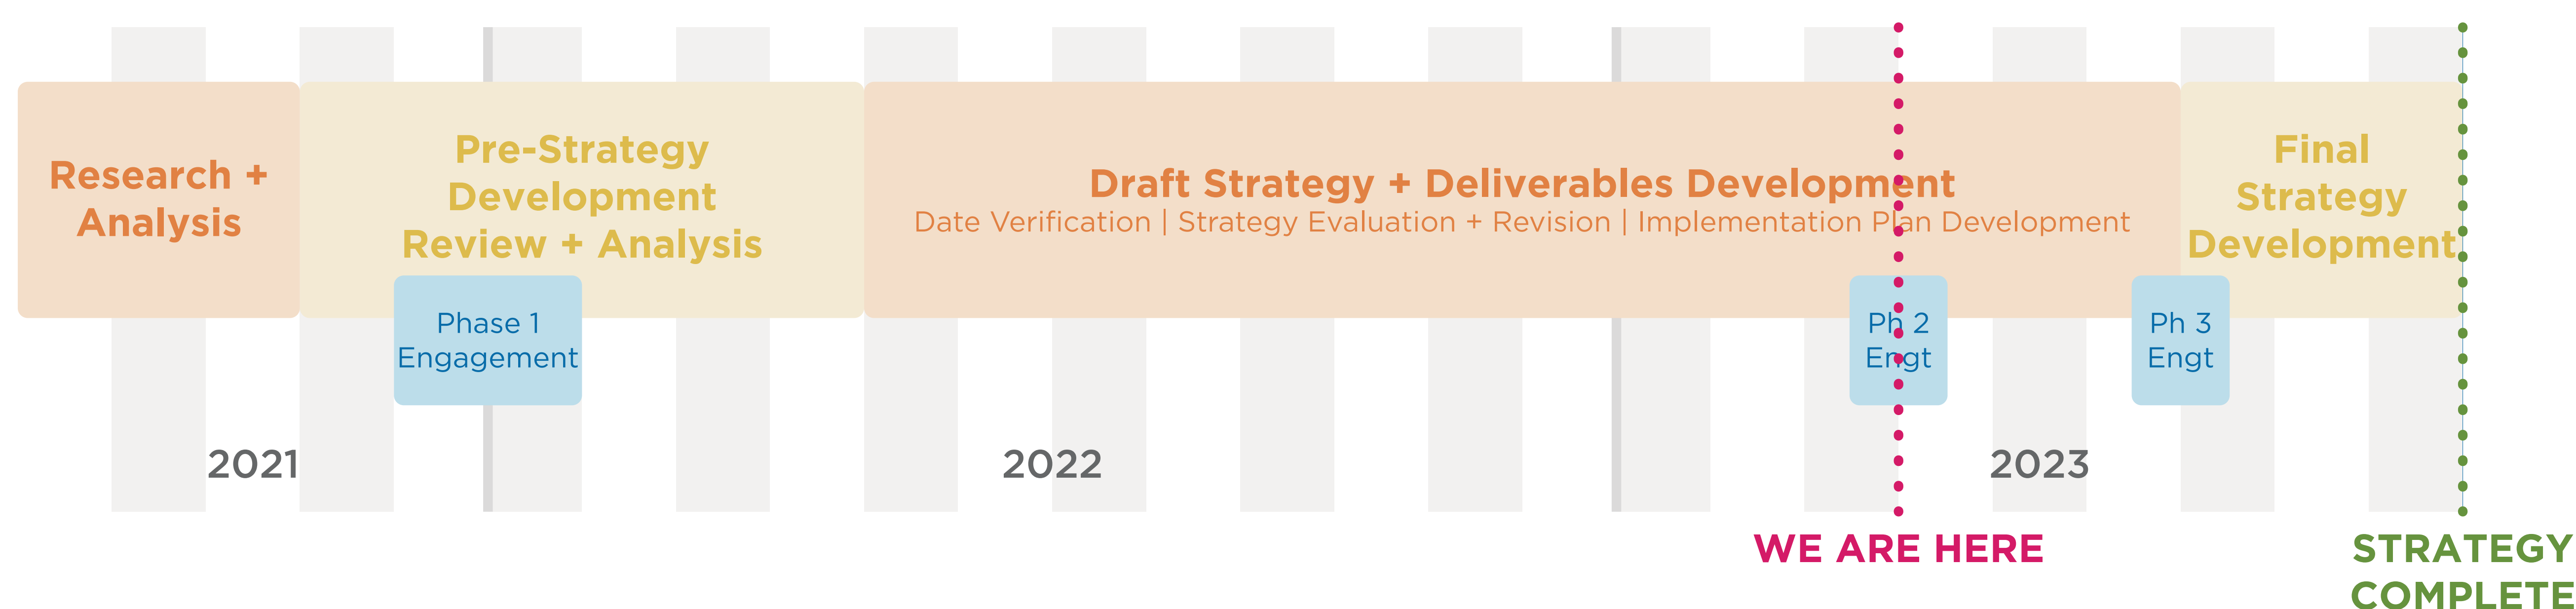 Research +
Analysis
Pre-Strategy
Development
Review + Analysis
Draft Strategy + Deliverables Development
Date Verification | Strategy Evaluation + Revision | Implementation Plan Development
Final
Strategy
Development
Phase 1
Engagement
Ph 2
Engt
Ph 3
Engt
2021
2022
2023
WE ARE HERE
STRATEGY
COMPLETE